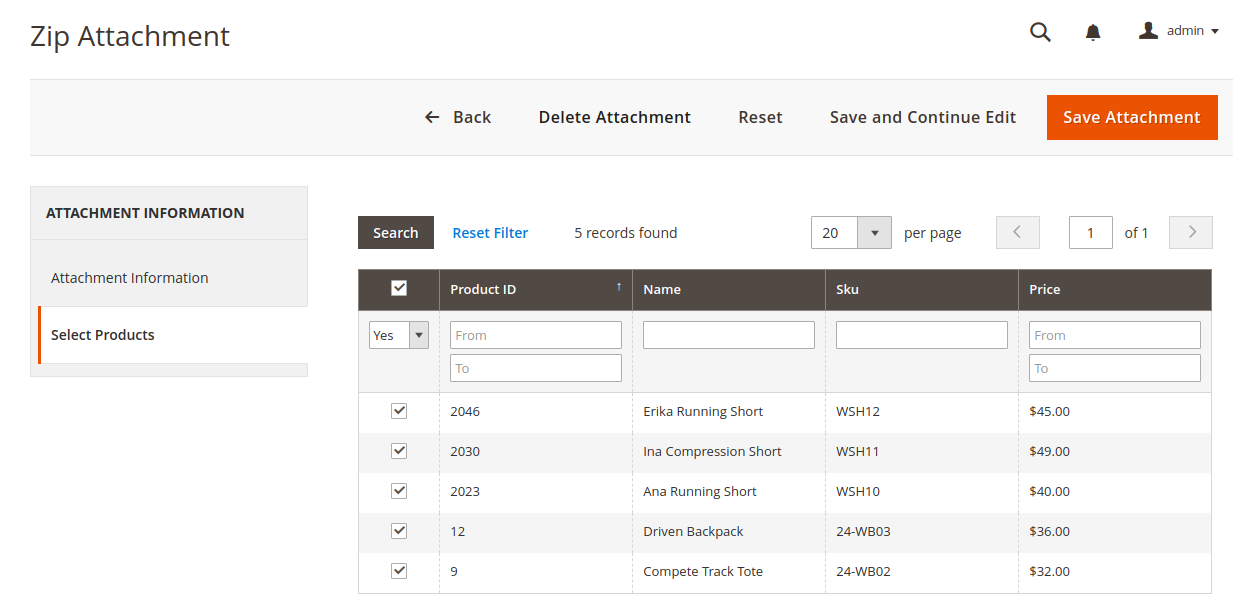 Zip Attachment
admin
← Back Delete Attachment Reset Save and Continue Edit Save Attachment
ATTACHMENT INFORMATION
Attachment Information
Select Products
Search Reset Filter 5 records found 20 per page 1 of 1
Product ID ↑ Name Sku Price
Yes From From
To To
2046 Erika Running Short WSH12 $45.00
2030 Ina Compression Short WSH11 $49.00
2023 Ana Running Short WSH10 $40.00
12 Driven Backpack 24-WB03 $36.00
9 Compete Track Tote 24-WB02 $32.00